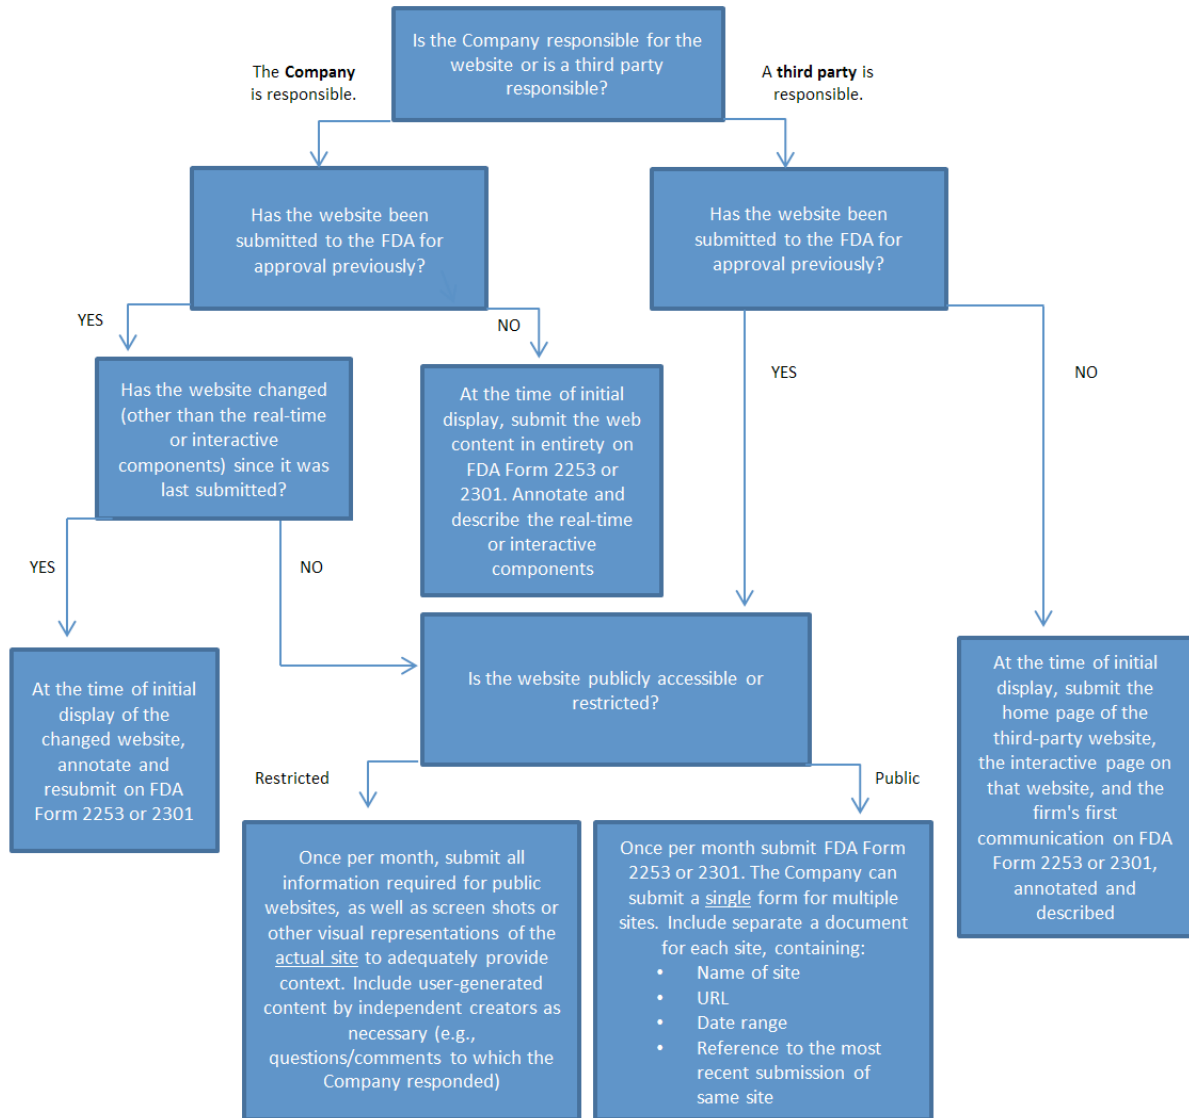 Is the Company responsible for the
website or is a third party
responsible?
The Company
is responsible.
A third party is
responsible.
Has the website been
submitted to the FDA for
approval previously?
Has the website been
submitted to the FDA for
approval previously?
YES
NO
YES
NO
Has the website changed
(other than the real-time
or interactive
components) since it was
last submitted?
At the time of initial
display, submit the web
content in entirety on
FDA Form 2253 or
2301. Annotate and
describe the real-time
or interactive
components
YES
NO
At the time of initial
display of the
changed website,
annotate and
resubmit on FDA
Form 2253 or 2301
Is the website publicly accessible or
restricted?
At the time of initial
display, submit the
home page of the
third-party website,
the interactive page on
that website, and the
firm's first
communication on FDA
Form 2253 or 2301,
annotated and
described
Restricted
Public
Once per month, submit all
information required for public
websites, as well as screen shots or
other visual representations of the
actual site to adequately provide
context. Include user-generated
content by independent creators as
necessary (e.g.,
questions/comments to which the
Company responded)
Once per month submit FDA Form
2253 or 2301. The Company can
submit a single form for multiple
sites. Include separate a document
for each site, containing:
• Name of site
• URL
• Date range
• Reference to the most
recent submission of
same site